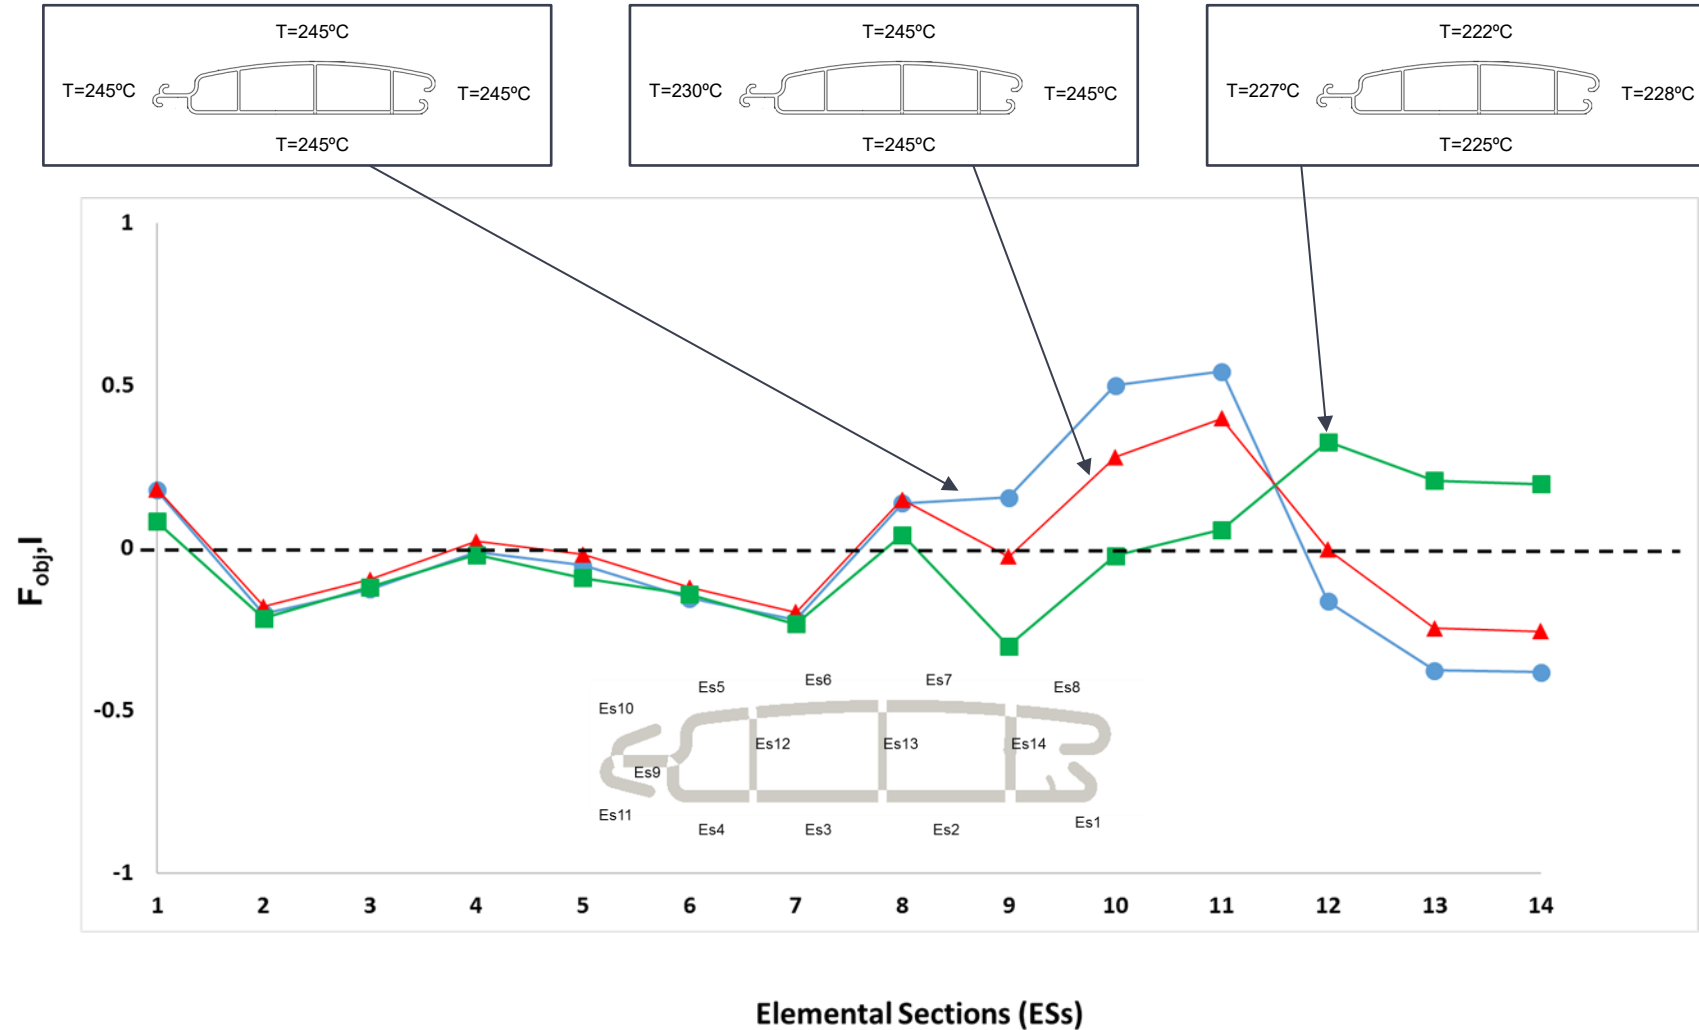 T=245ºC
T=245ºC
T=245ºC
T=245ºC
T=245ºC
T=230ºC
T=245ºC
T=245ºC
T=222ºC
T=227ºC
T=228ºC
T=225ºC
1
0.5
0
-0.5
-1
Fobj,I
Es5
Es6
Es7
Es8
Es10
Es12
Es13
Es14
Es9
Es11
Es4
Es3
Es2
Es1
1 2 3 4 5 6 7 8 9 10 11 12 13 14
Elemental Sections (ESs)